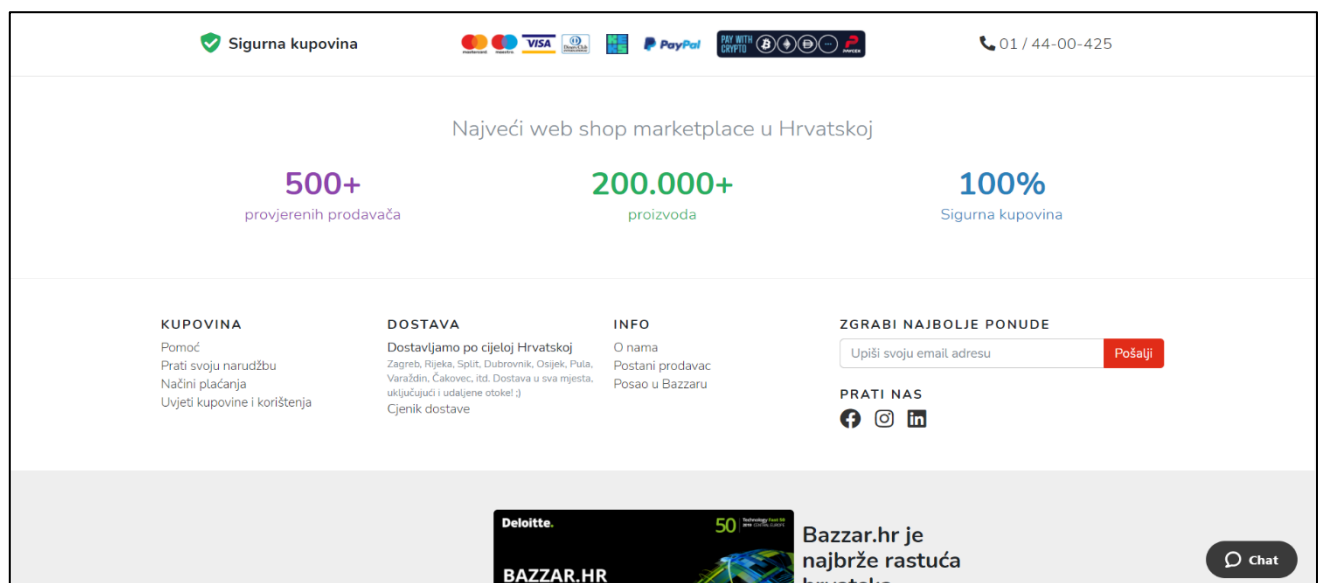 Sigurna kupovina
VISA
PayPal
PAY WITH
CRYPTO
01 / 44-00-425
Najveći web shop marketplace u Hrvatskoj
500+
provjerenih prodavača
200.000+
proizvoda
100%
Sigurna kupovina
KUPOVINA
Pomoć
Prati svoju narudžbu
Načini plaćanja
Uvjeti kupovine i korištenja
DOSTAVA
Dostavljamo po cijeloj Hrvatskoj
Zagreb, Rijeka, Split, Dubrovnik, Osijek, Pula,
Varaždin, Čakovec, itd. Dostava u sva mjesta,
uključujući i udaljene otoke! ;)
Cjenik dostave
INFO
O nama
Postani prodavac
Posao u Bazzaru
ZGRABI NAJBOLJE PONUDE
Upiši svoju email adresu
Pošalji
PRATI NAS
Deloitte.
50
BAZZAR.HR
Bazzar.hr je
najbrže rastuća
hrvatska
Chat